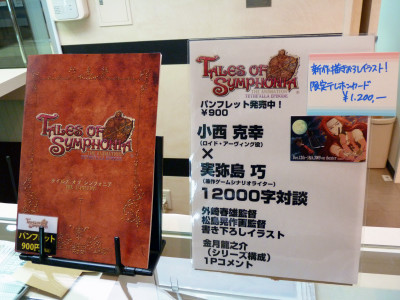 TALES OF
SYMPHONIA
パンフレット
900円
TALES OF
SYMPHONIA
THE ANIMATION
パンフレット発売中！
￥900
小西 克幸
（ロイド・アーヴィング役）
×
実弥島 巧
（原作ゲームシナリオライター）
12000字対談
外崎春雄監督
松島晃作画監督
書き下ろしイラスト
金月龍之介
（シリーズ構成）
1Pコメント
新作描き下ろしイラスト！
限定テレホンカード
￥1,200.-